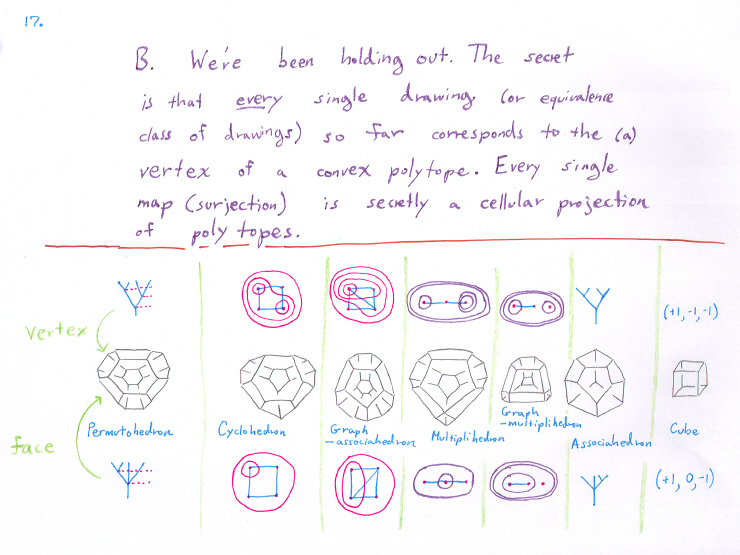 17.
B. We've been holding out. The secret
is that every single drawing (or equivalence
class of drawings) so far corresponds to the (a)
vertex of a convex polytope. Every single
map (surjection) is secretly a cellular projection
of polytopes.
(+1, -1, -1)
vertex
Permutohedron
Cyclohedron
Graph
-associahedron
Multiplihedron
Graph
-multiplihedron
Associahedron
Cube
face
(+1, 0, -1)